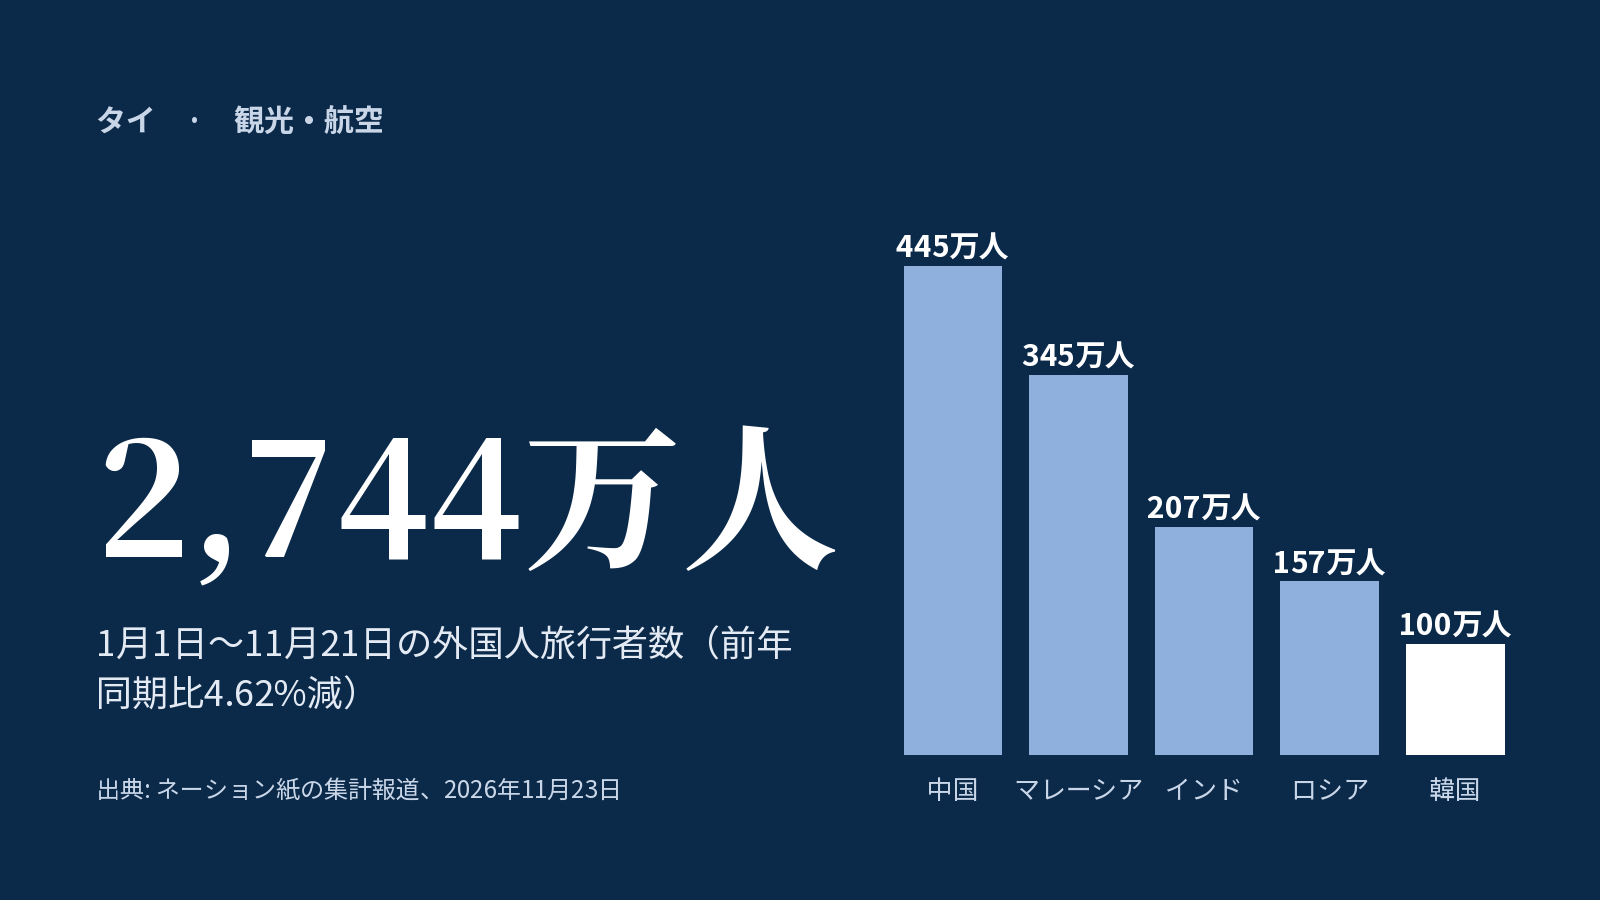 タイ · 観光・航空
2,744万人
1月1日〜11月21日の外国人旅行者数（前年
同期比4.62%減）
出典: ネーション紙の集計報道、2026年11月23日
445万人
345万人
207万人
157万人
100万人
中国 マレーシア インド ロシア 韓国